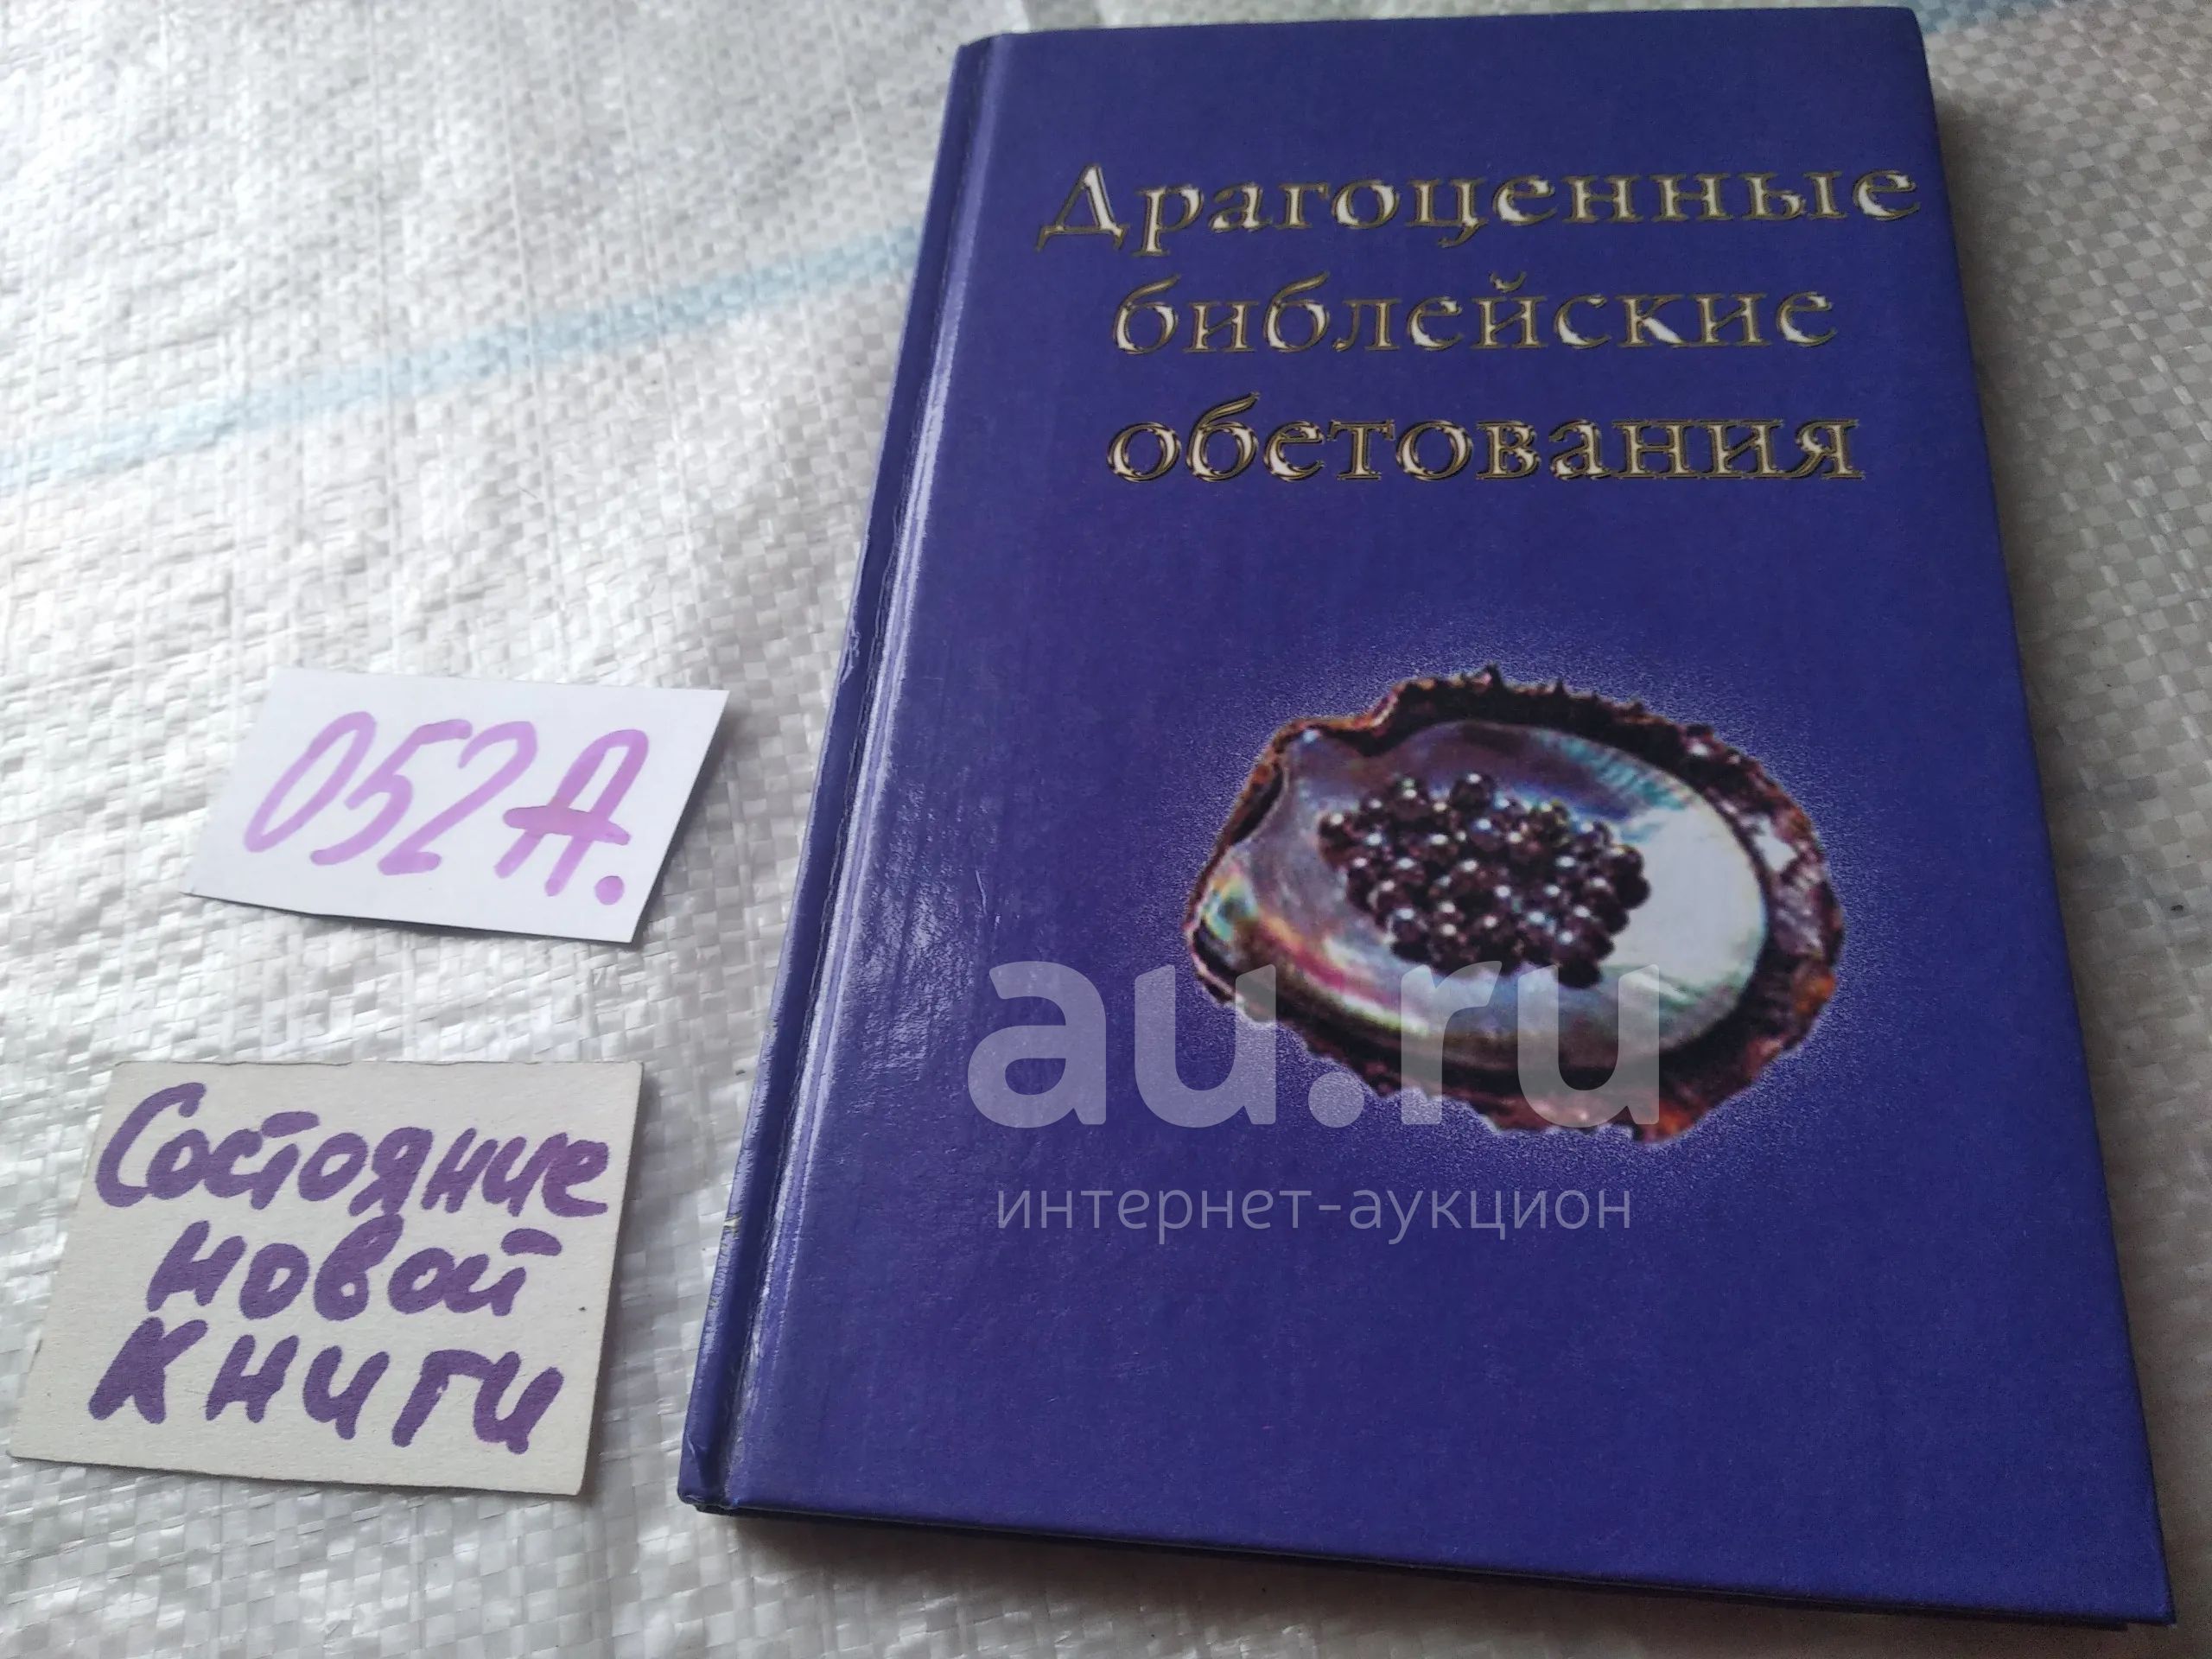 Драгоценные
библейские
обетования
052А.
Состояние
новой
книги
au.ru
интернет-аукцион